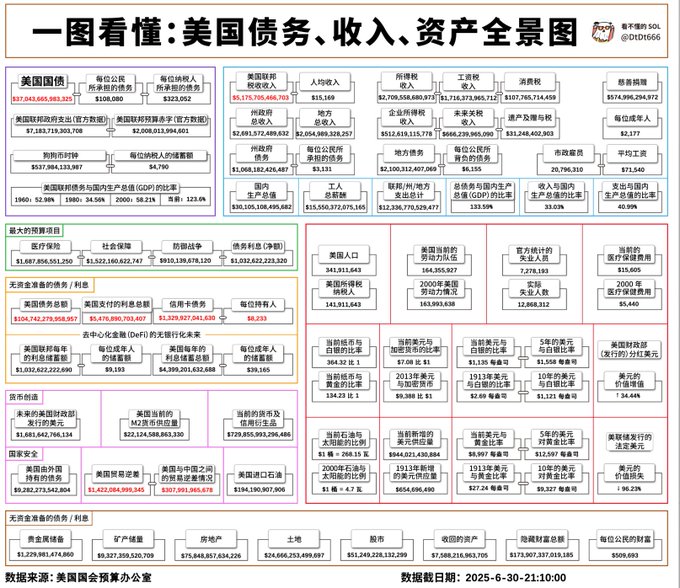 一图看懂：美国债务、收入、资产全景图
看不懂的 SOL
@DtDt666
美国国债
$37,043,665,983,325
每位公民
所承担的债务
$108,080
每位纳税人
所承担的债务
$323,052
美国联邦政府支出(官方数据)
$7,183,719,303,708
美国联邦预算赤字(官方数据)
$2,008,013,994,601
狗狗币时钟
$537,984,133,987
每位纳税人的储蓄额
$4,790
美国联邦债务与国内生产总值(GDP)的比率
1960: 52.98%
1980: 34.56%
2000: 58.21%
当前: 123.6%
美国联邦
税收收入
$5,175,705,466,703
人均收入
$15,169
所得税
收入
$2,709,558,680,973
工资税
收入
$1,716,373,965,712
消费税
$107,765,714,459
慈善捐赠
$574,996,294,972
州政府
总收入
$2,691,572,489,632
地方
总收入
$2,054,989,328,257
企业所得税
收入
$512,619,115,778
未来关税
收入
$666,239,965,090
遗产及赠与税
$31,248,402,903
每位成年人
$2,177
州政府
债务
$1,068,182,426,487
每位公民所
承担的债务
$3,131
地方债务
$2,100,312,407,069
每位公民所
背负的债务
$6,155
市政雇员
20,796,310
平均工资
$71,540
国内
生产总值
$30,105,108,495,682
工人
总薪酬
$15,550,372,075,165
联邦/州/地方
支出总计
$12,336,770,529,477
总债务与国内生产
总值(GDP)的比率
133.59%
收入与国内生
产总值的比率
33.03%
支出与国内生
产总值的比率
40.99%
最大的预算项目
医疗保险
$1,687,856,551,250
社会保障
$1,522,160,622,747
防御战争
$910,139,678,120
债务利息(净额)
$1,032,622,223,320
无资金准备的债务 / 利息
美国债务总额
$104,742,279,958,957
美国支付的利息总额
$5,476,890,703,407
信用卡债务
$1,329,927,041,630
每位持有人
$8,233
去中心化金融(DeFi)的无银行化未来
美国联邦每年
的利息储蓄额
$1,032,622,222,690
每位成年人
的储蓄额
$9,193
美国每年的
利息储蓄额
$4,399,201,632,688
每位成年人
的储蓄额
$39,165
货币创造
未来的美国财政部
发行的美元
$1,681,642,766,134
美国当前的
M2货币供应量
$22,124,588,863,330
当前的货币及
信用衍生品
$729,855,993,296,486
国家安全
美国由外国
持有的债务
$9,282,273,542,804
美国贸易逆差
$1,422,084,999,345
美国与中国之间
的贸易逆差情况
$307,991,965,678
美国进口石油
$194,190,907,906
美国人口
341,911,643
美国当前的
劳动力队伍
164,355,927
官方统计的
失业人员
7,278,193
当前的
医疗保健费用
$15,605
美国所得税
纳税人
141,911,643
2000年美国
劳动力情况
163,993,638
实际
失业人数
12,868,312
2000 年
医疗保健费用
$5,440
当前纸币与
白银的比率
364.32 比 1
当前美元与
加密货币的比率
$7.08 比 1
当前美元与
白银的比率
$1,135 每盎司
5年的美元
与白银比率
$1,558 每盎司
美国财政部
(发行的)分红美元
当前纸币与
黄金的比率
134.23 比 1
2013年美元
与加密货币
$9,388 比 $1
1913年美元
与白银的比率
$2.69 每盎司
10年的美元
与白银比率
$1,121 每盎司
美元的
价值增值
↑ 34.44%
当前石油与
太阳能的比例
$1 桶 = 268.15 瓦
当前新增的
美元供应量
$944,021,430,884
当前美元与
黄金的比率
$8,997 每盎司
5年的美元
对黄金比率
$12,597 每盎司
美联储发行的
法定美元
2000年石油与
太阳能的比例
$1 桶 = 4.7 瓦
1913年新增
的美元供应量
$654,696,490
1913年美元
与黄金的比率
$27.24 每盎司
10年的美元
对黄金比率
$9,327 每盎司
美元的
价值损失
↓ 96.23%
无资金准备的债务 / 利息
贵金属储备
$1,229,981,474,860
矿产储量
$9,327,359,520,709
房地产
$75,848,857,634,226
土地
$24,666,253,499,697
股市
$51,249,228,132,299
收回的资产
$7,588,216,963,705
隐藏财富总额
$173,907,337,019,185
每位公民的财富
$509,693
数据来源：美国国会预算办公室
数据截日期：2025-6-30-21:10:00